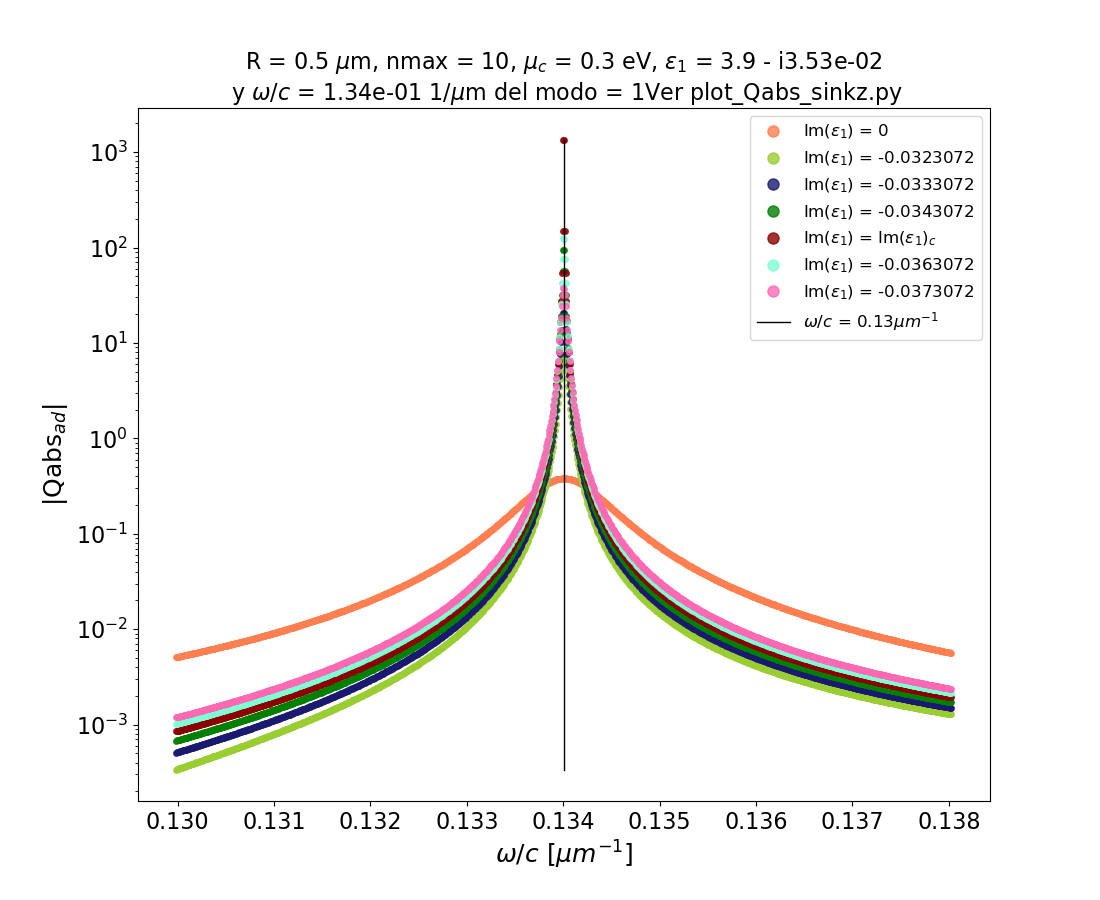 R = 0.5 μm, nmax = 10, μ_c = 0.3 eV, ε₁ = 3.9 - i3.53e-02
y ω/c = 1.34e-01 1/μm del modo = 1Ver plot_Qabs_sinkz.py
Im(ε₁) = 0
Im(ε₁) = -0.0323072
Im(ε₁) = -0.0333072
Im(ε₁) = -0.0343072
Im(ε₁) = Im(ε₁)_c
Im(ε₁) = -0.0363072
Im(ε₁) = -0.0373072
ω/c = 0.13μm⁻¹
|Qabs_ad|
10³
10²
10¹
10⁰
10⁻¹
10⁻²
10⁻³
0.130 0.131 0.132 0.133 0.134 0.135 0.136 0.137 0.138
ω/c [μm⁻¹]